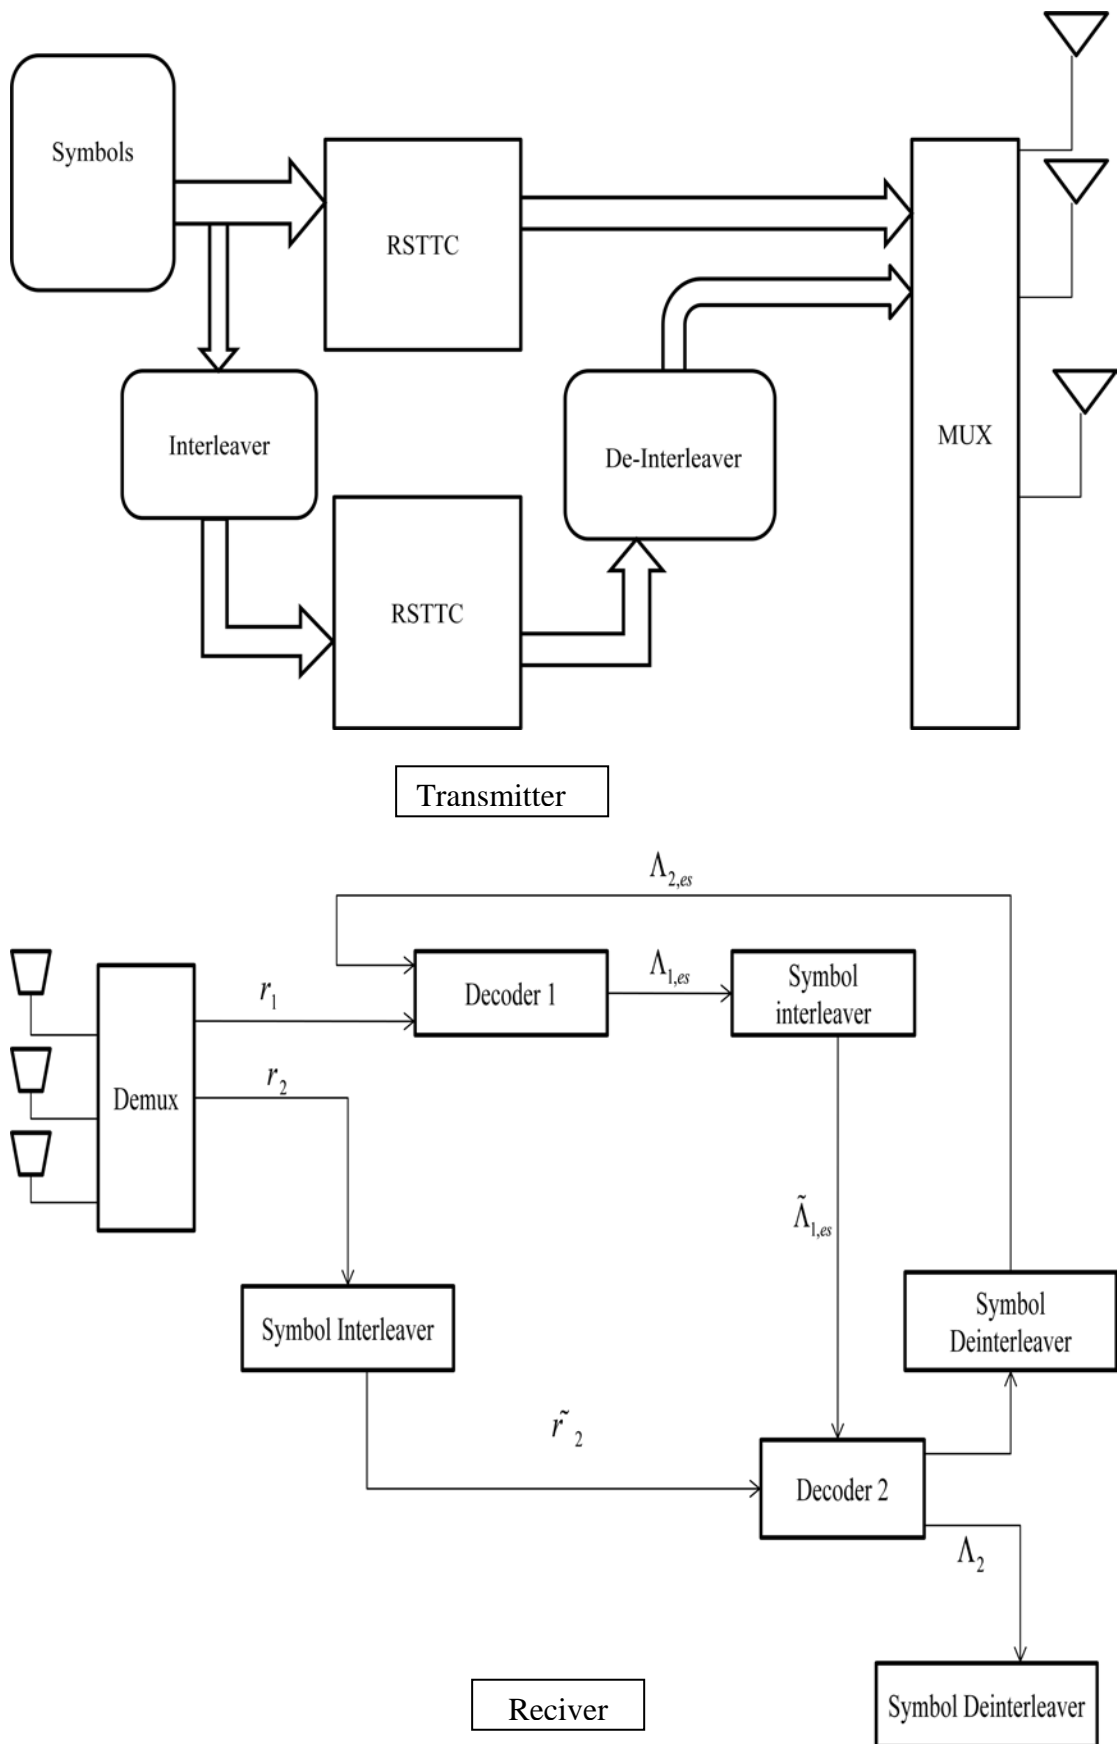 Symbols
RSTTC
Interleaver
De-Interleaver
MUX
RSTTC
Transmitter
Λ2,es
Decoder 1
Λ1,es
Symbol
interleaver
r1
r2
Demux
Λ̃1,es
Symbol Interleaver
Symbol
Deinterleaver
r̃2
Decoder 2
Λ2
Symbol Deinterleaver
Reciver